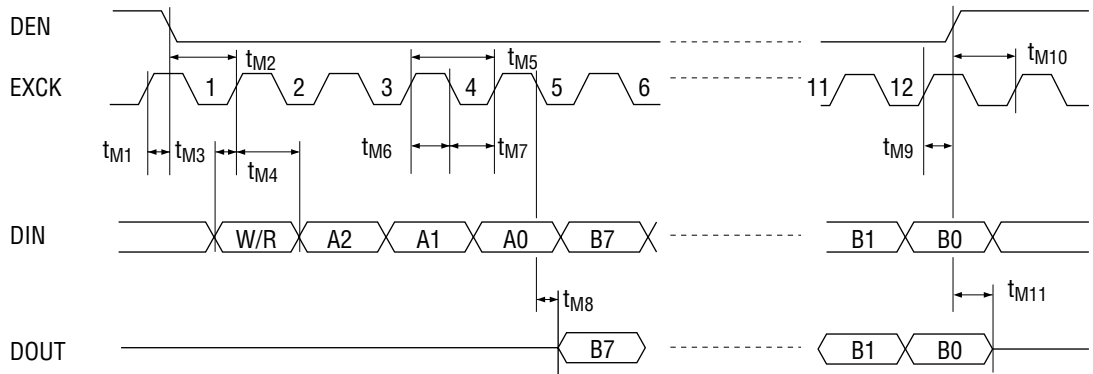 DEN
tM2 tM5 tM10
EXCK 1 2 3 4 5 6 11 12
tM1 tM3 tM4 tM6 tM7 tM9
DIN W/R A2 A1 A0 B7 B1 B0
tM8 tM11
DOUT B7 B1 B0